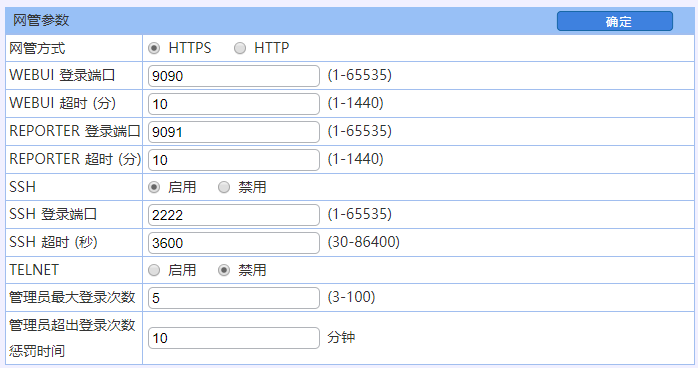 网管参数 确定
网管方式 HTTPS HTTP
WEBUI 登录端口 9090 (1-65535)
WEBUI 超时 (分) 10 (1-1440)
REPORTER 登录端口 9091 (1-65535)
REPORTER 超时 (分) 10 (1-1440)
SSH 启用 禁用
SSH 登录端口 2222 (1-65535)
SSH 超时 (秒) 3600 (30-86400)
TELNET 启用 禁用
管理员最大登录次数 5 (3-100)
管理员超出登录次数
惩罚时间 10 分钟